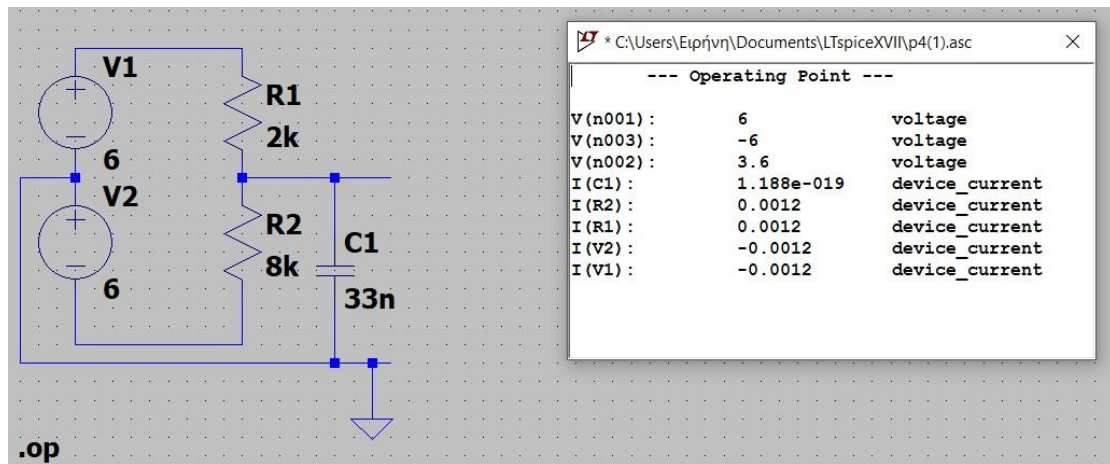 V1
6
V2
6
R1
2k
R2
8k
C1
33n
.op
* C:\Users\Ειρήνη\Documents\LTspiceXVII\p4(1).asc
--- Operating Point ---
V(n001): 6 voltage
V(n003): -6 voltage
V(n002): 3.6 voltage
I(C1): 1.188e-019 device_current
I(R2): 0.0012 device_current
I(R1): 0.0012 device_current
I(V2): -0.0012 device_current
I(V1): -0.0012 device_current